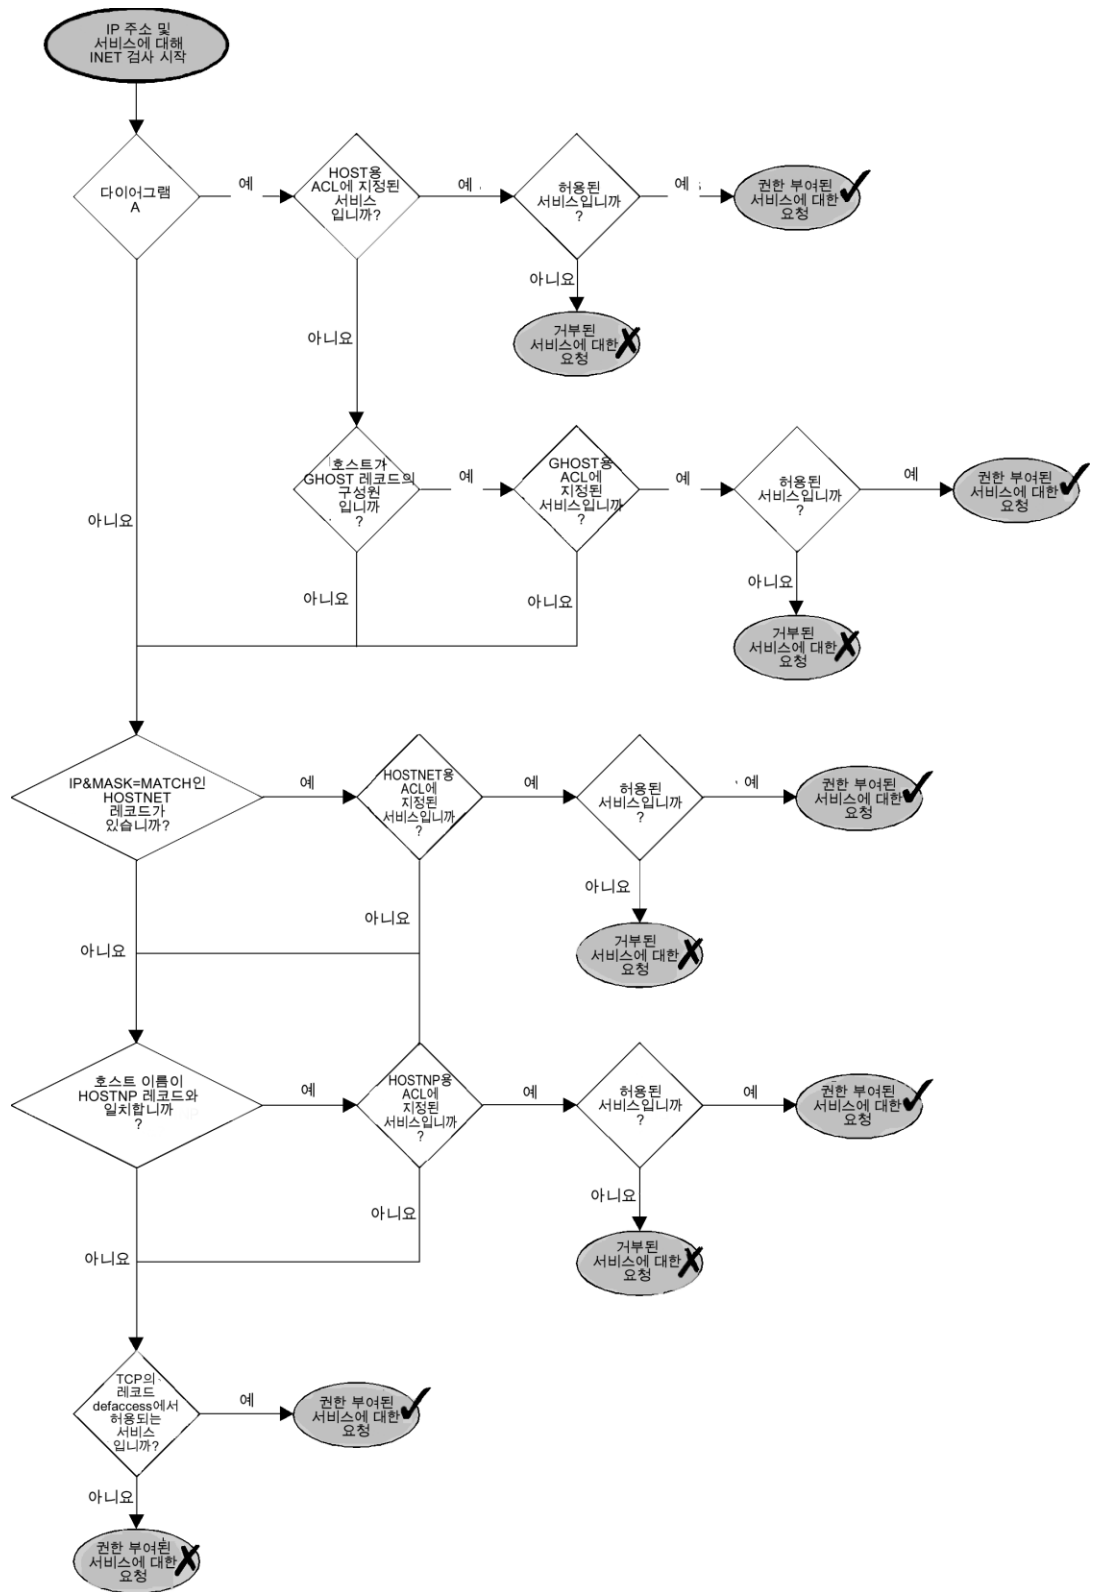 IP 주소 및
서비스에 대해
INET 검사 시작
다이어그램
A
예
HOST용
ACL에 지정된
서비스
입니까?
예
허용된
서비스입니까
?
예
권한 부여된
서비스에 대한
요청
아니요
거부된
서비스에 대한
요청
아니요
호스트가
GHOST 레코드의
구성원
입니까
?
예
GHOST용
ACL에
지정된
서비스입니까
?
예
허용된
서비스입니까
?
예
권한 부여된
서비스에 대한
요청
아니요
아니요
아니요
아니요
거부된
서비스에 대한
요청
IP&MASK=MATCH인
HOSTNET
레코드가
있습니까?
예
HOSTNET용
ACL에
지정된
서비스입니까
?
예
허용된
서비스입니까
?
예
권한 부여된
서비스에 대한
요청
아니요
아니요
아니요
거부된
서비스에 대한
요청
호스트 이름이
HOSTNP 레코드와
일치합니까
?
예
HOSTNP용
ACL에
지정된
서비스입니까
?
예
허용된
서비스입니까
?
예
권한 부여된
서비스에 대한
요청
아니요
아니요
아니요
거부된
서비스에 대한
요청
TCP의
레코드
defaccess에서
허용되는
서비스
입니까?
예
권한 부여된
서비스에 대한
요청
아니요
권한 부여된
서비스에 대한
요청